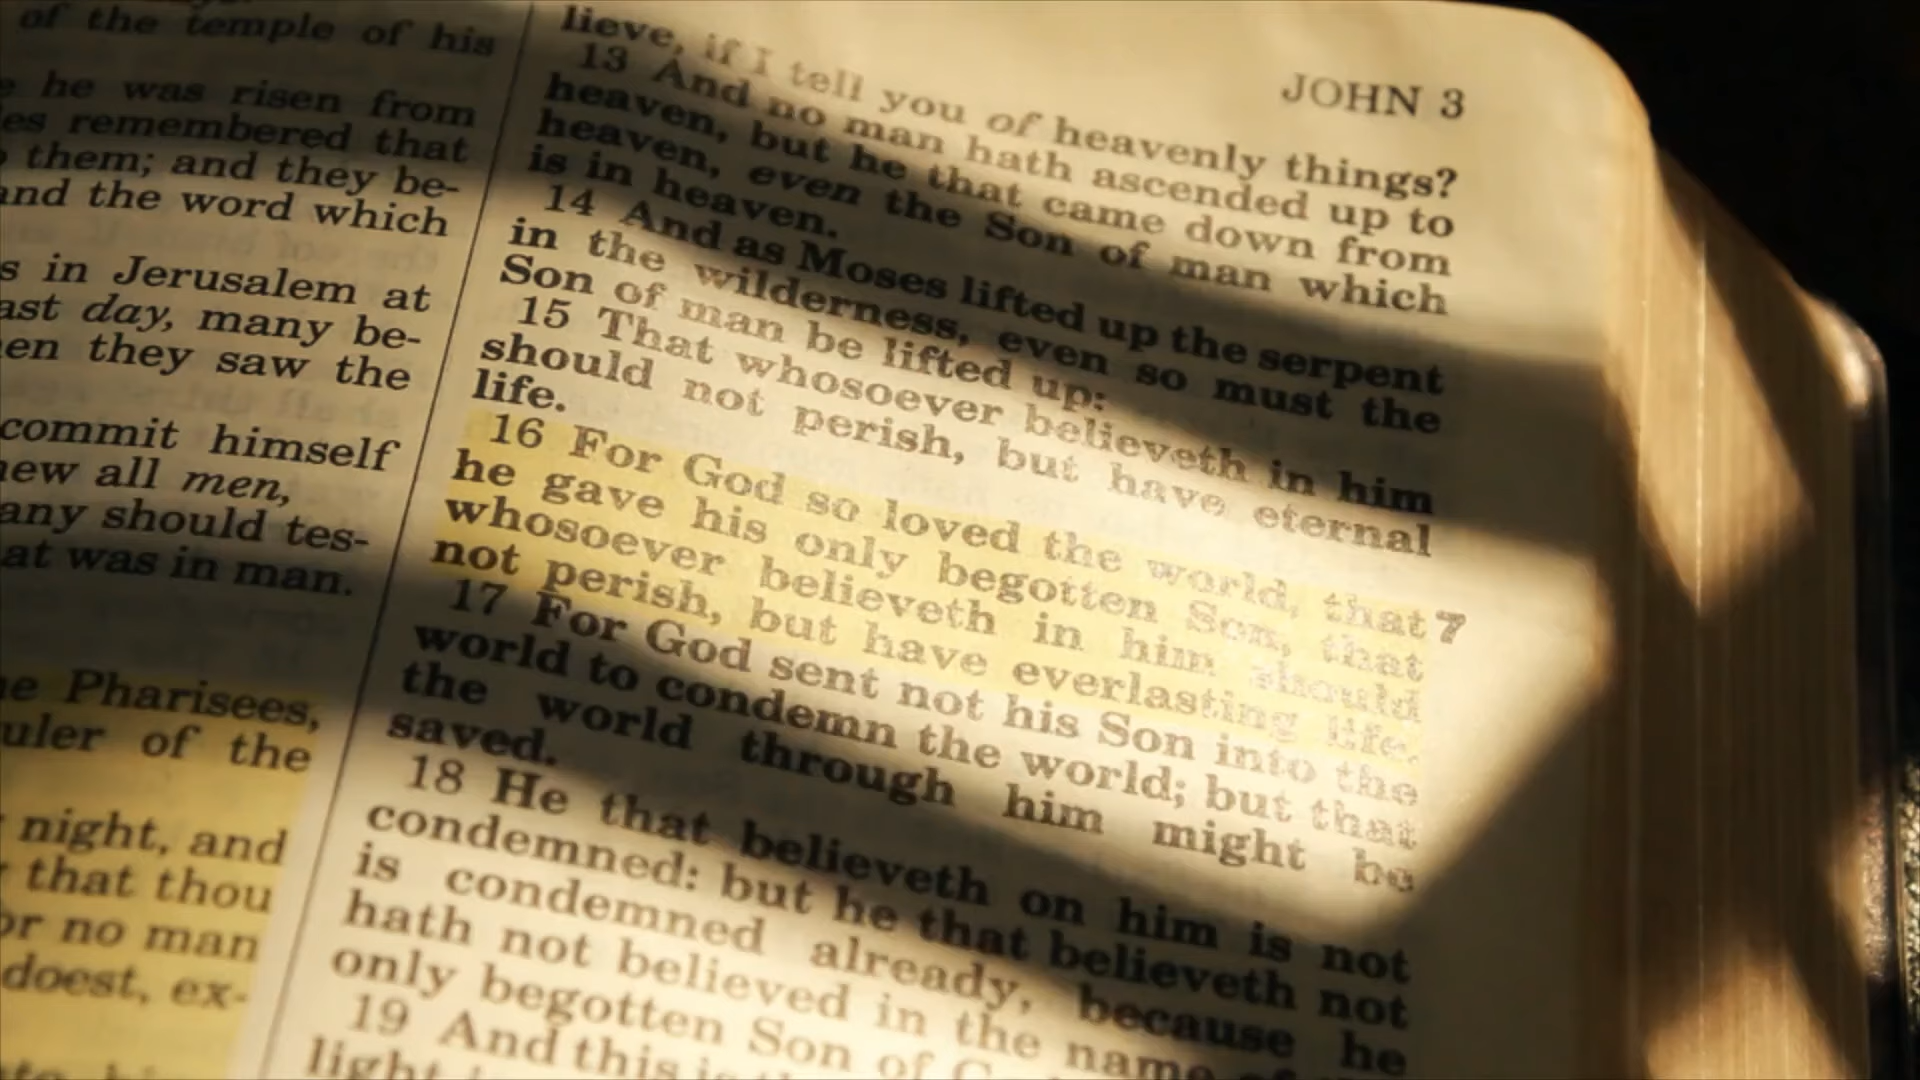 of the temple of his
he was risen from
remembered that
them; and they be-
and the word which
s in Jerusalem at
ast day, many be-
en they saw the
commit himself
new all men,
any should tes-
at was in man.
he Pharisees,
uler of the
night, and
that thou
or no man
doest, ex-
JOHN 3
lieve, if I tell you of heavenly things?
13 And no man hath ascended up to
heaven, but he that came down from
heaven, even the Son of man which
is in heaven.
14 And as Moses lifted up the serpent
in the wilderness, even so must the
Son of man be lifted up:
15 That whosoever believeth in him
should not perish, but have eternal
life.
16 For God so loved the world, that 7
he gave his only begotten Son, that
whosoever believeth in him should
not perish, but have everlasting life.
17 For God sent not his Son into the
world to condemn the world; but that
the world through him might be
saved.
18 He that believeth on him is not
condemned: but he that believeth not
is condemned already, because he
hath not believed in the name of
only begotten Son of
19 And this is
light